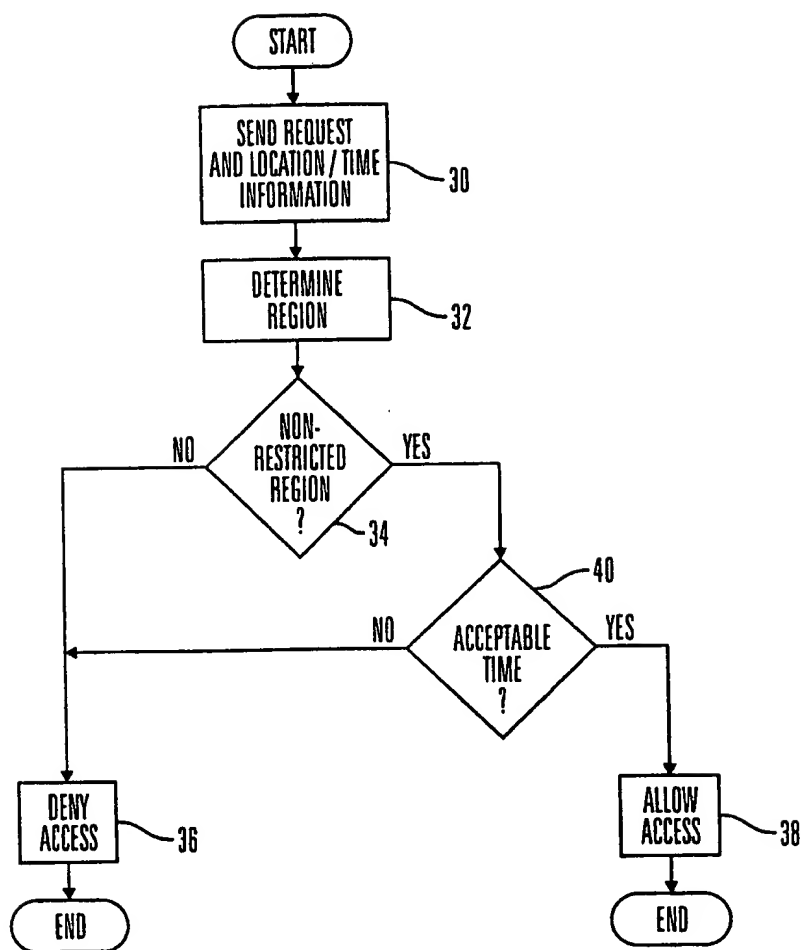 START
SEND REQUEST
AND LOCATION / TIME
INFORMATION
30
DETERMINE
REGION
32
NO
NON-
RESTRICTED
REGION
?
YES
34
40
NO
ACCEPTABLE
TIME
?
YES
DENY
ACCESS
36
ALLOW
ACCESS
38
END
END